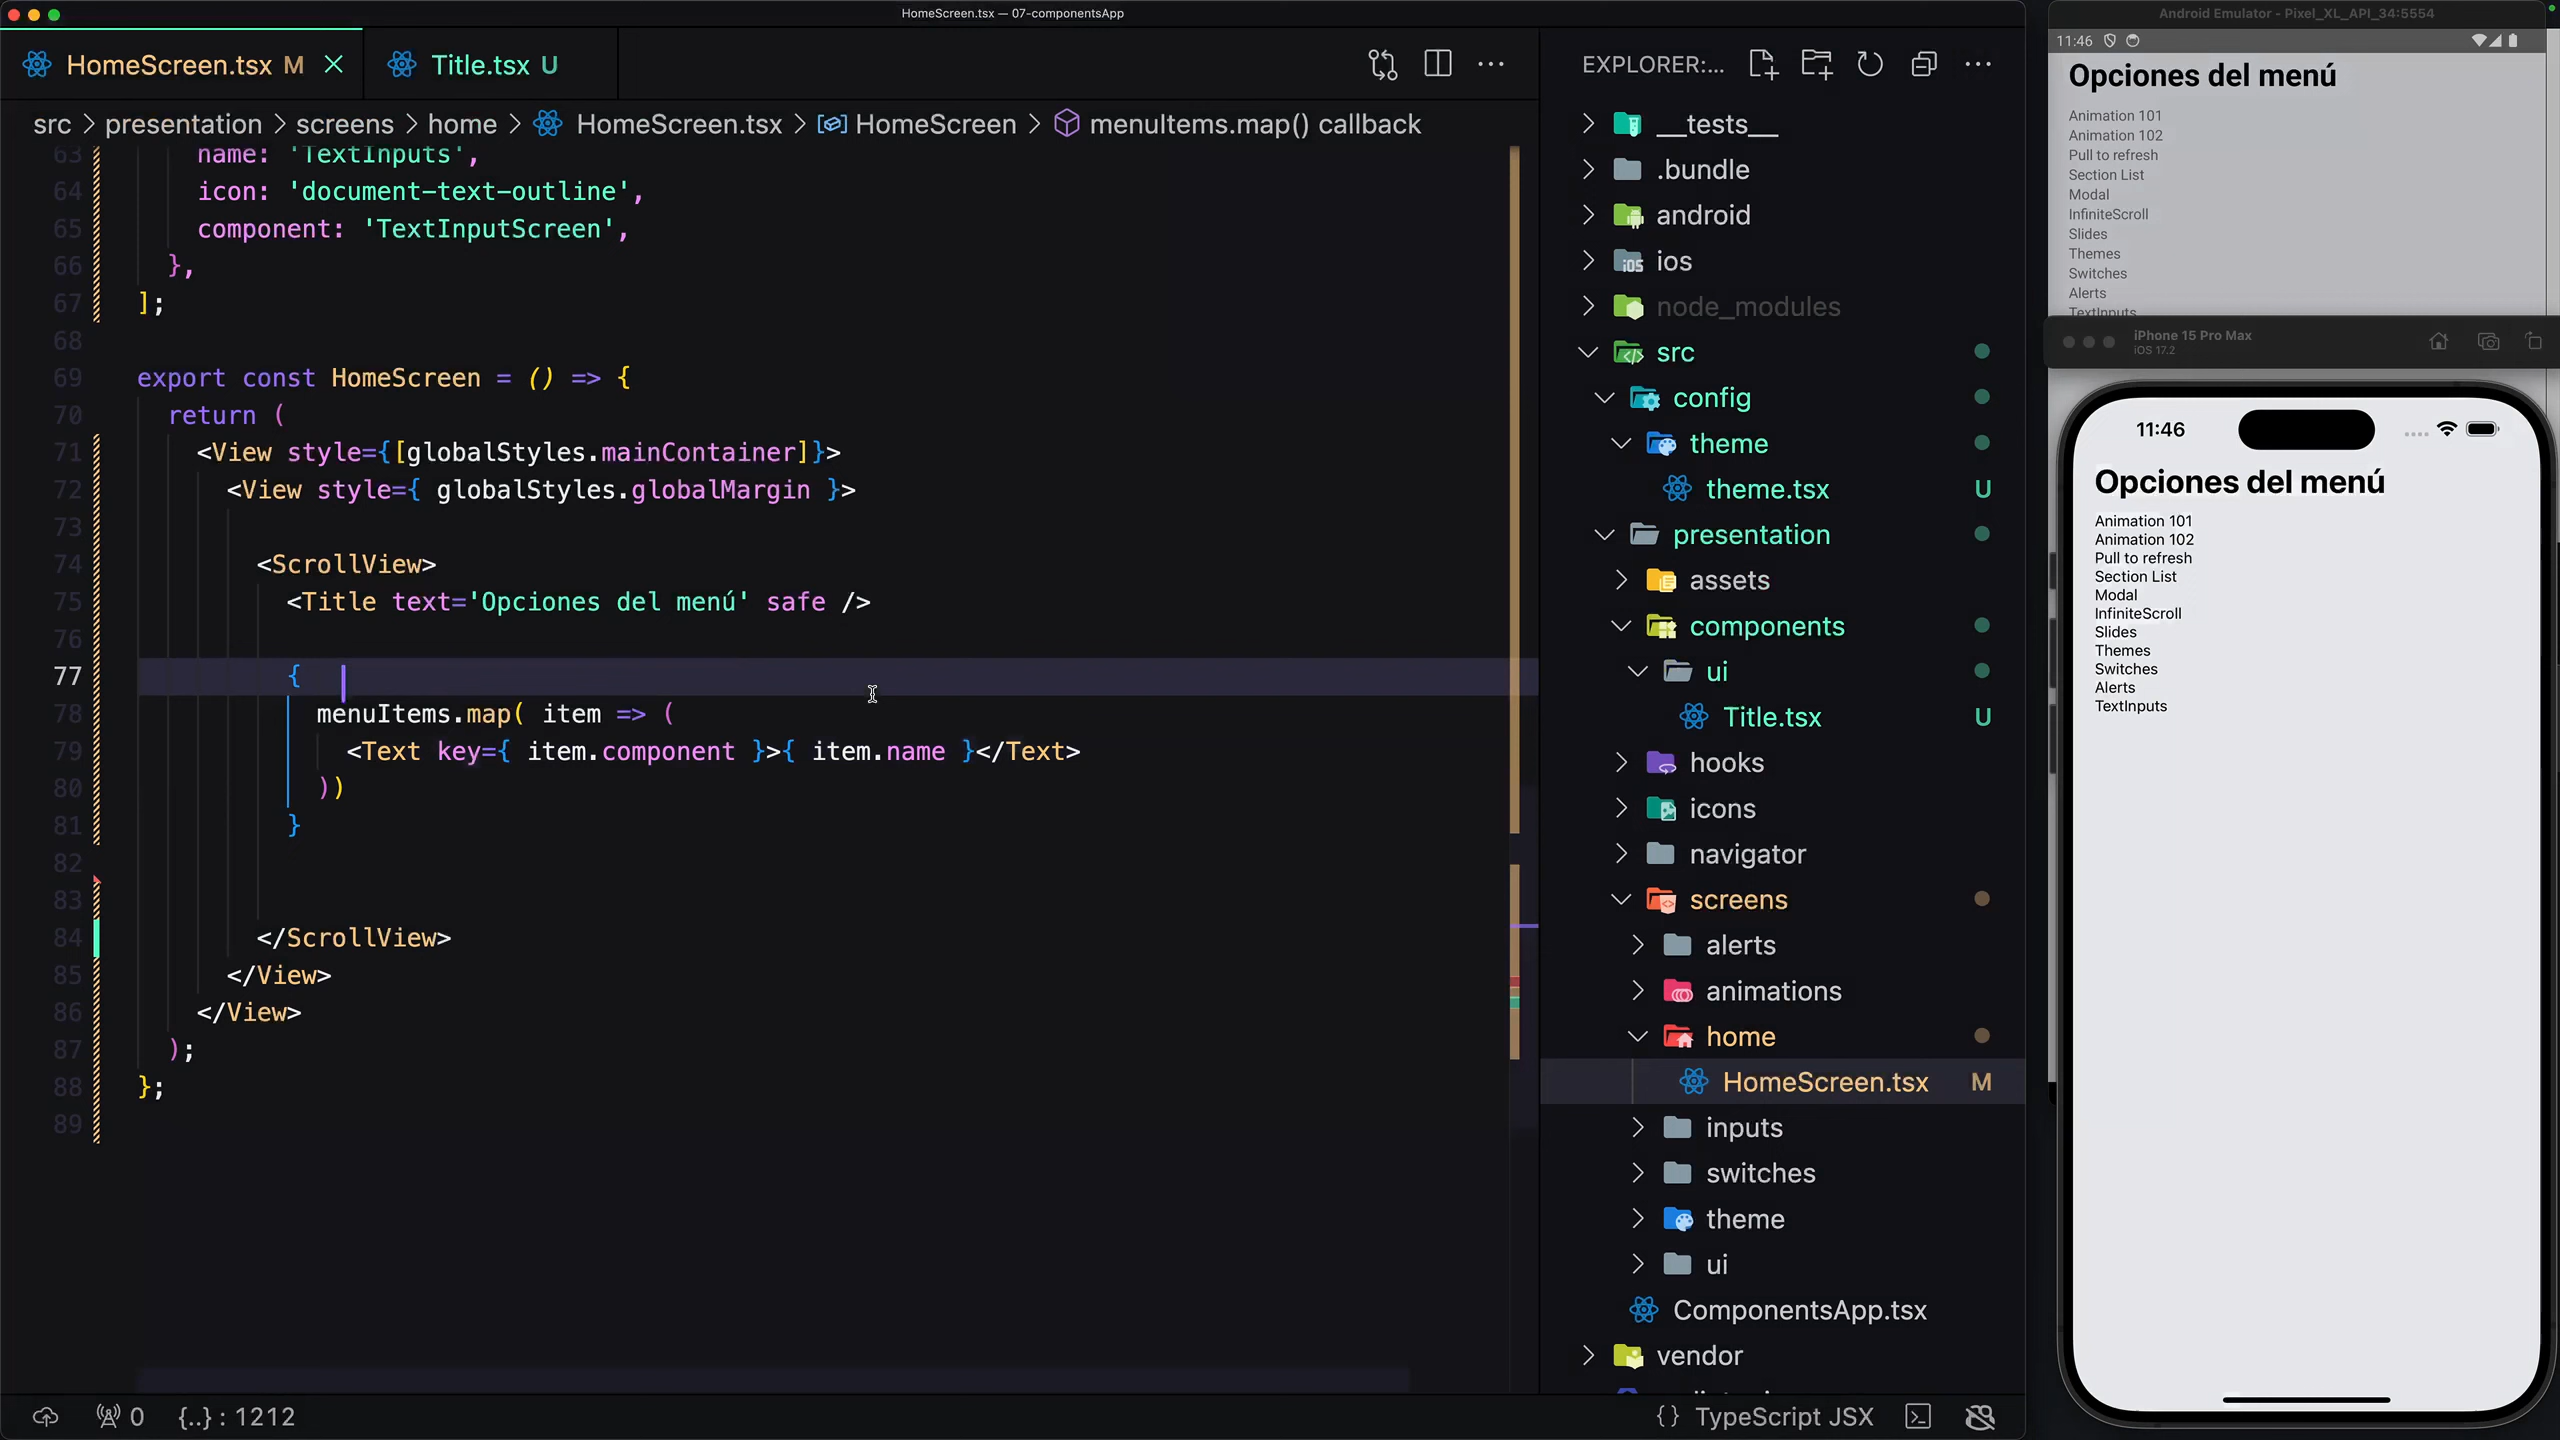 HomeScreen.tsx — 07-componentsApp
HomeScreen.tsx M
Title.tsx U
src > presentation > screens > home > HomeScreen.tsx > HomeScreen > menuItems.map() callback
63 name: 'TextInputs',
64 icon: 'document-text-outline',
65 component: 'TextInputScreen',
66 },
67 ];
68
69 export const HomeScreen = () => {
70 return (
71 <View style={[globalStyles.mainContainer]}>
72 <View style={ globalStyles.globalMargin }>
73
74 <ScrollView>
75 <Title text='Opciones del menú' safe />
76
77 {
78 menuItems.map( item => (
79 <Text key={ item.component }>{ item.name }</Text>
80 ))
81 }
82
83
84 </ScrollView>
85 </View>
86 </View>
87 );
88 };
89
0
{..} : 1212
{} TypeScript JSX
EXPLORER:...
__tests__
.bundle
android
ios
node_modules
src
config
theme
theme.tsx U
presentation
assets
components
ui
Title.tsx U
hooks
icons
navigator
screens
alerts
animations
home
HomeScreen.tsx M
inputs
switches
theme
ui
ComponentsApp.tsx
vendor
Android Emulator - Pixel_XL_API_34:5554
11:46
Opciones del menú
Animation 101
Animation 102
Pull to refresh
Section List
Modal
InfiniteScroll
Slides
Themes
Switches
Alerts
TextInputs
iPhone 15 Pro Max
iOS 17.2
11:46
Opciones del menú
Animation 101
Animation 102
Pull to refresh
Section List
Modal
InfiniteScroll
Slides
Themes
Switches
Alerts
TextInputs